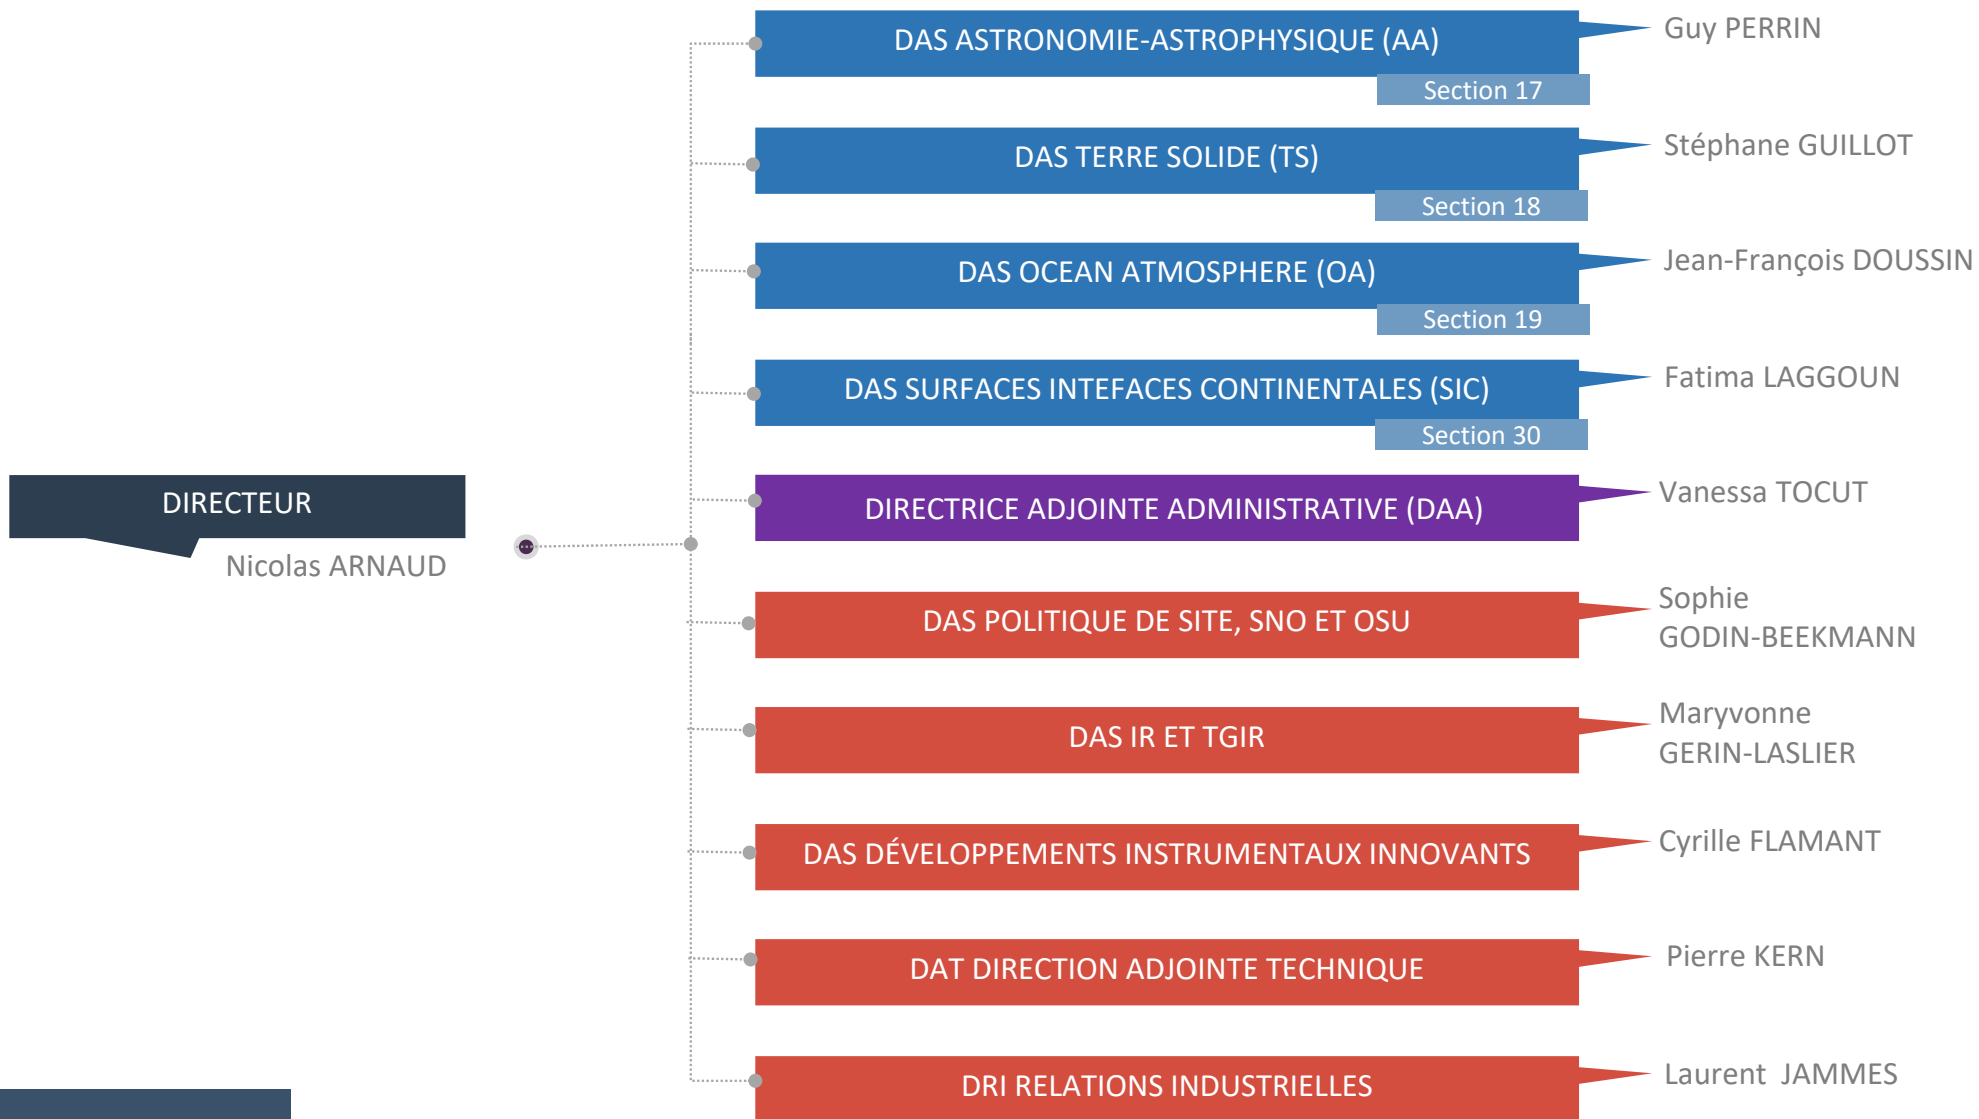 DAS ASTRONOMIE-ASTROPHYSIQUE (AA)
Guy PERRIN
Section 17
DAS TERRE SOLIDE (TS)
Stéphane GUILLOT
Section 18
DAS OCEAN ATMOSPHERE (OA)
Jean-François DOUSSIN
Section 19
DAS SURFACES INTEFACES CONTINENTALES (SIC)
Fatima LAGGOUN
Section 30
DIRECTEUR
Nicolas ARNAUD
DIRECTRICE ADJOINTE ADMINISTRATIVE (DAA)
Vanessa TOCUT
DAS POLITIQUE DE SITE, SNO ET OSU
Sophie
GODIN-BEEKMANN
DAS IR ET TGIR
Maryvonne
GERIN-LASLIER
DAS DÉVELOPPEMENTS INSTRUMENTAUX INNOVANTS
Cyrille FLAMANT
DAT DIRECTION ADJOINTE TECHNIQUE
Pierre KERN
DRI RELATIONS INDUSTRIELLES
Laurent JAMMES